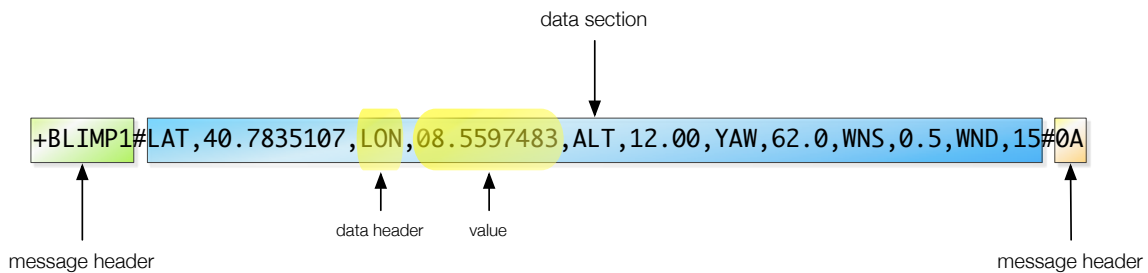 data section
+BLIMP1#LAT,40.7835107,LON,08.5597483,ALT,12.00,YAW,62.0,WNS,0.5,WND,15#0A
data header
value
message header
message header